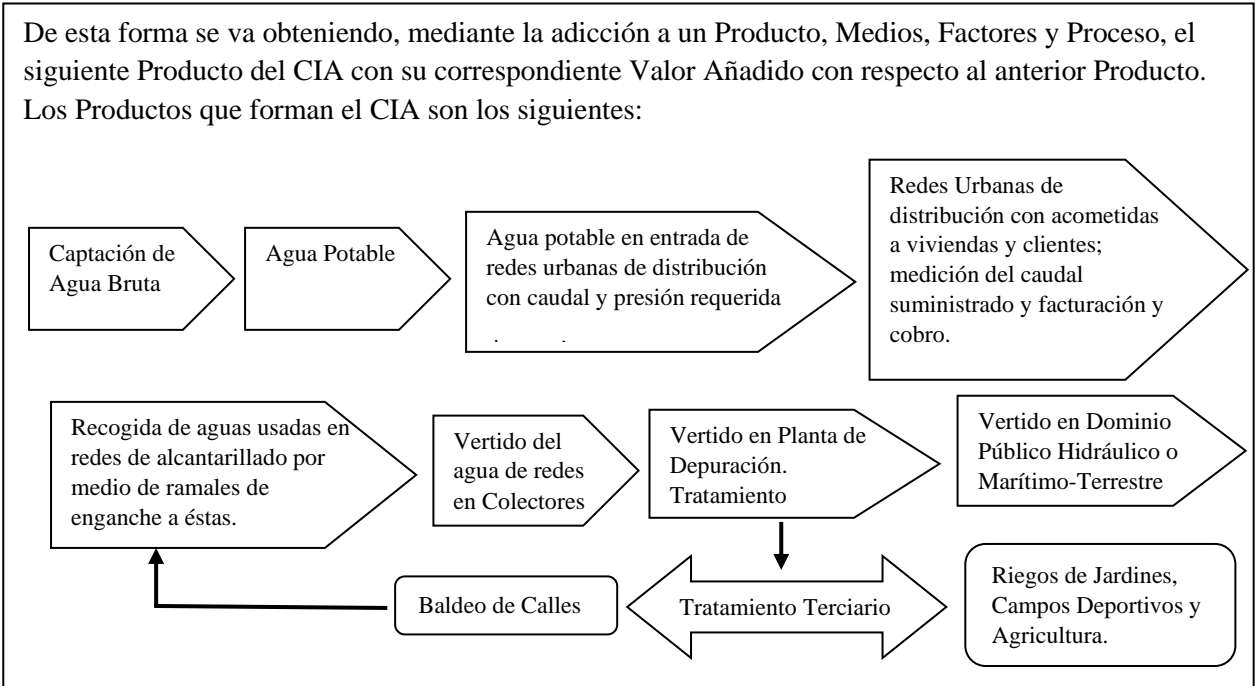 De esta forma se va obteniendo, mediante la adicción a un Producto, Medios, Factores y Proceso, el
siguiente Producto del CIA con su correspondiente Valor Añadido con respecto al anterior Producto.
Los Productos que forman el CIA son los siguientes:
Captación de
Agua Bruta
Agua Potable
Agua potable en entrada de
redes urbanas de distribución
con caudal y presión requerida
Redes Urbanas de
distribución con acometidas
a viviendas y clientes;
medición del caudal
suministrado y facturación y
cobro.
Recogida de aguas usadas en
redes de alcantarillado por
medio de ramales de
enganche a éstas.
Vertido del
agua de redes
en Colectores
Vertido en Planta de
Depuración.
Tratamiento
Vertido en Dominio
Público Hidráulico o
Marítimo-Terrestre
Baldeo de Calles
Tratamiento Terciario
Riegos de Jardines,
Campos Deportivos y
Agricultura.